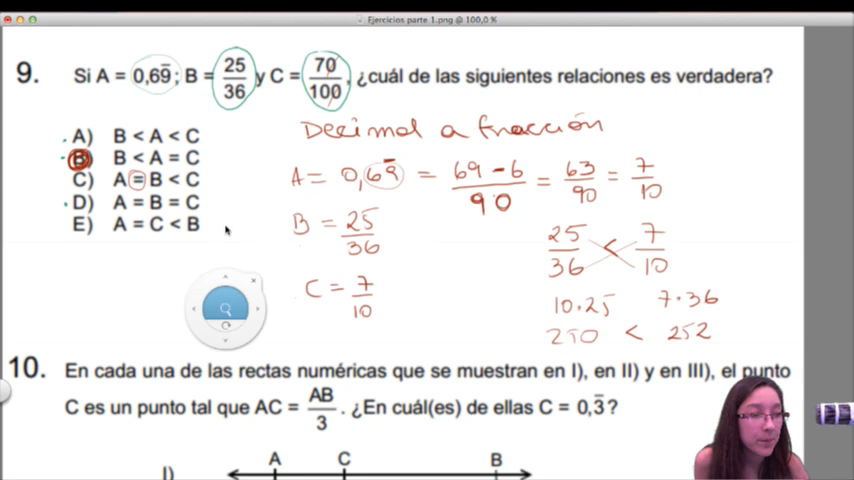 Ejercicios parte 1.png @ 100,0 %
9. Si A = 0,69̅ ; B = 25/36 y C = 70/100, ¿cuál de las siguientes relaciones es verdadera?
Decimal a fracción
A) B < A < C
B) B < A = C
C) A = B < C
D) A = B = C
E) A = C < B
A = 0,69̅ = 69 - 6/90 = 63/90 = 7/10
B = 25/36
C = 7/10
25/36 < 7/10
10·25 7·36
250 < 252
10. En cada una de las rectas numéricas que se muestran en I), en II) y en III), el punto
C es un punto tal que AC = AB/3 . ¿En cuál(es) de ellas C = 0,3̅ ?
I) A C B